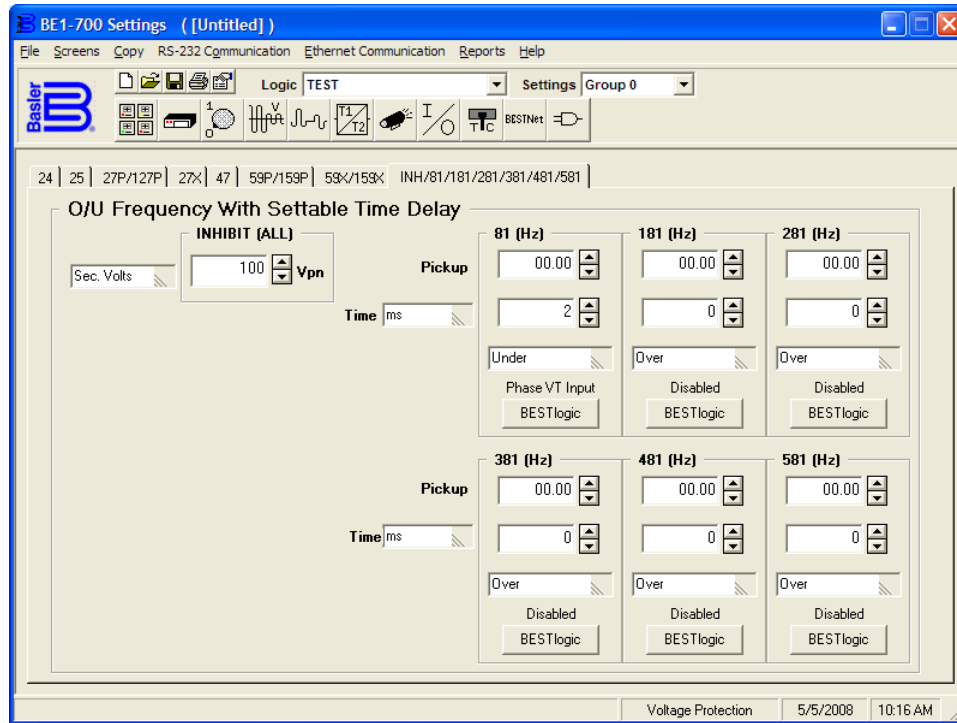 BE1-700 Settings ( [Untitled] )
File Screens Copy RS-232 Communication Ethernet Communication Reports Help
Basler
Logic TEST Settings Group 0
1 0 V T1 T2 I O T T C BESTNet
24 25 27P/127P 27X 47 59P/159P 59X/159X INH/81/181/281/381/481/581
O/U Frequency With Settable Time Delay
INHIBIT (ALL) 81 (Hz) 181 (Hz) 281 (Hz)
Sec. Volts 100 Vpn Pickup 00.00 00.00 00.00
Time ms 2 0 0
Under Over Over
Phase VT Input Disabled Disabled
BESTlogic BESTlogic BESTlogic
381 (Hz) 481 (Hz) 581 (Hz)
Pickup 00.00 00.00 00.00
Time ms 0 0 0
Over Over Over
Disabled Disabled Disabled
BESTlogic BESTlogic BESTlogic
Voltage Protection 5/5/2008 10:16 AM